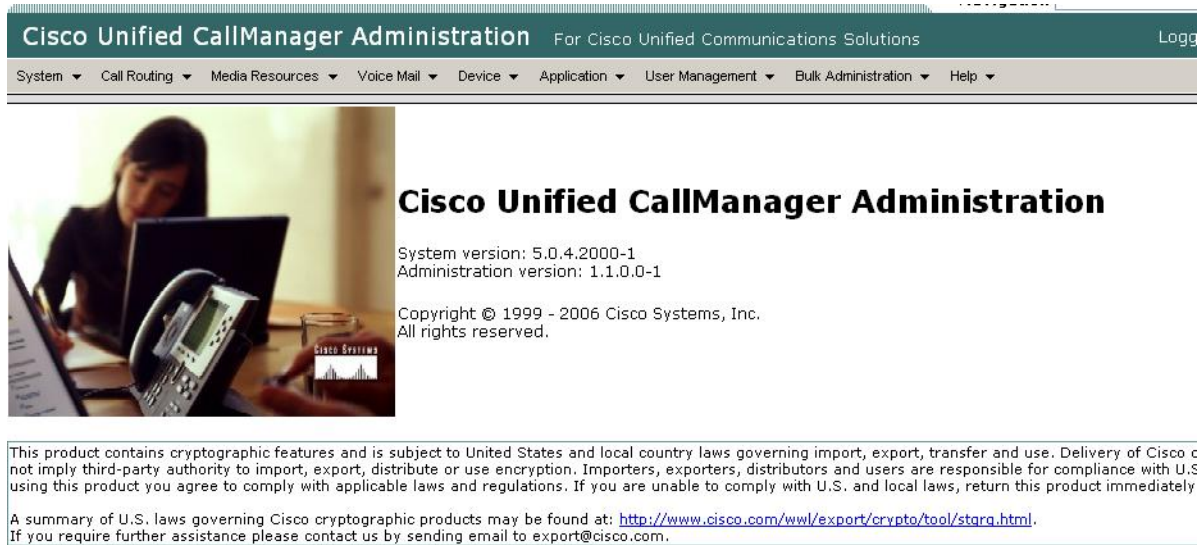 Cisco Unified CallManager Administration For Cisco Unified Communications Solutions
System Call Routing Media Resources Voice Mail Device Application User Management Bulk Administration Help
Cisco Unified CallManager Administration
System version: 5.0.4.2000-1
Administration version: 1.1.0.0-1
Copyright © 1999 - 2006 Cisco Systems, Inc.
All rights reserved.
CISCO SYSTEMS
This product contains cryptographic features and is subject to United States and local country laws governing import, export, transfer and use. Delivery of Cisco
not imply third-party authority to import, export, distribute or use encryption. Importers, exporters, distributors and users are responsible for compliance with U.S
using this product you agree to comply with applicable laws and regulations. If you are unable to comply with U.S. and local laws, return this product immediately
A summary of U.S. laws governing Cisco cryptographic products may be found at: http://www.cisco.com/wwl/export/crypto/tool/stqrg.html.
If you require further assistance please contact us by sending email to export@cisco.com.